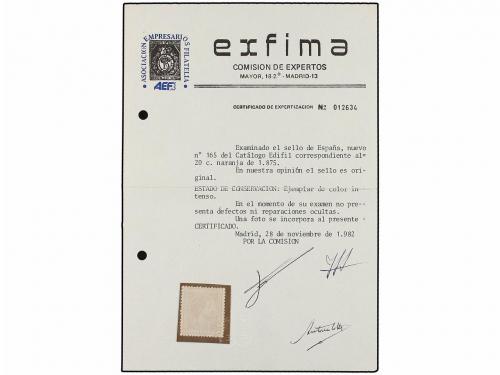 ASOCIACION EMPRESARIOS FILATELIA
AEF
exfima
COMISION DE EXPERTOS
MAYOR, 18 2º - MADRID-13
CERTIFICADO DE EXPERTIZACION Nº 012634
Examinado el sello de España, nuevo
nº 165 del Catálogo Edifil correspondiente al=
20 c. naranja de 1.875.
En nuestra opinión el sello es ori-
ginal.
ESTADO DE CONSERVACION: Ejemplar de color in-
tenso.
En el momento de su examen no pre-
senta defectos ni reparaciones ocultas.
Una foto se incorpora al presente -
CERTIFICADO.
Madrid, 28 de noviembre de 1.982
POR LA COMISION